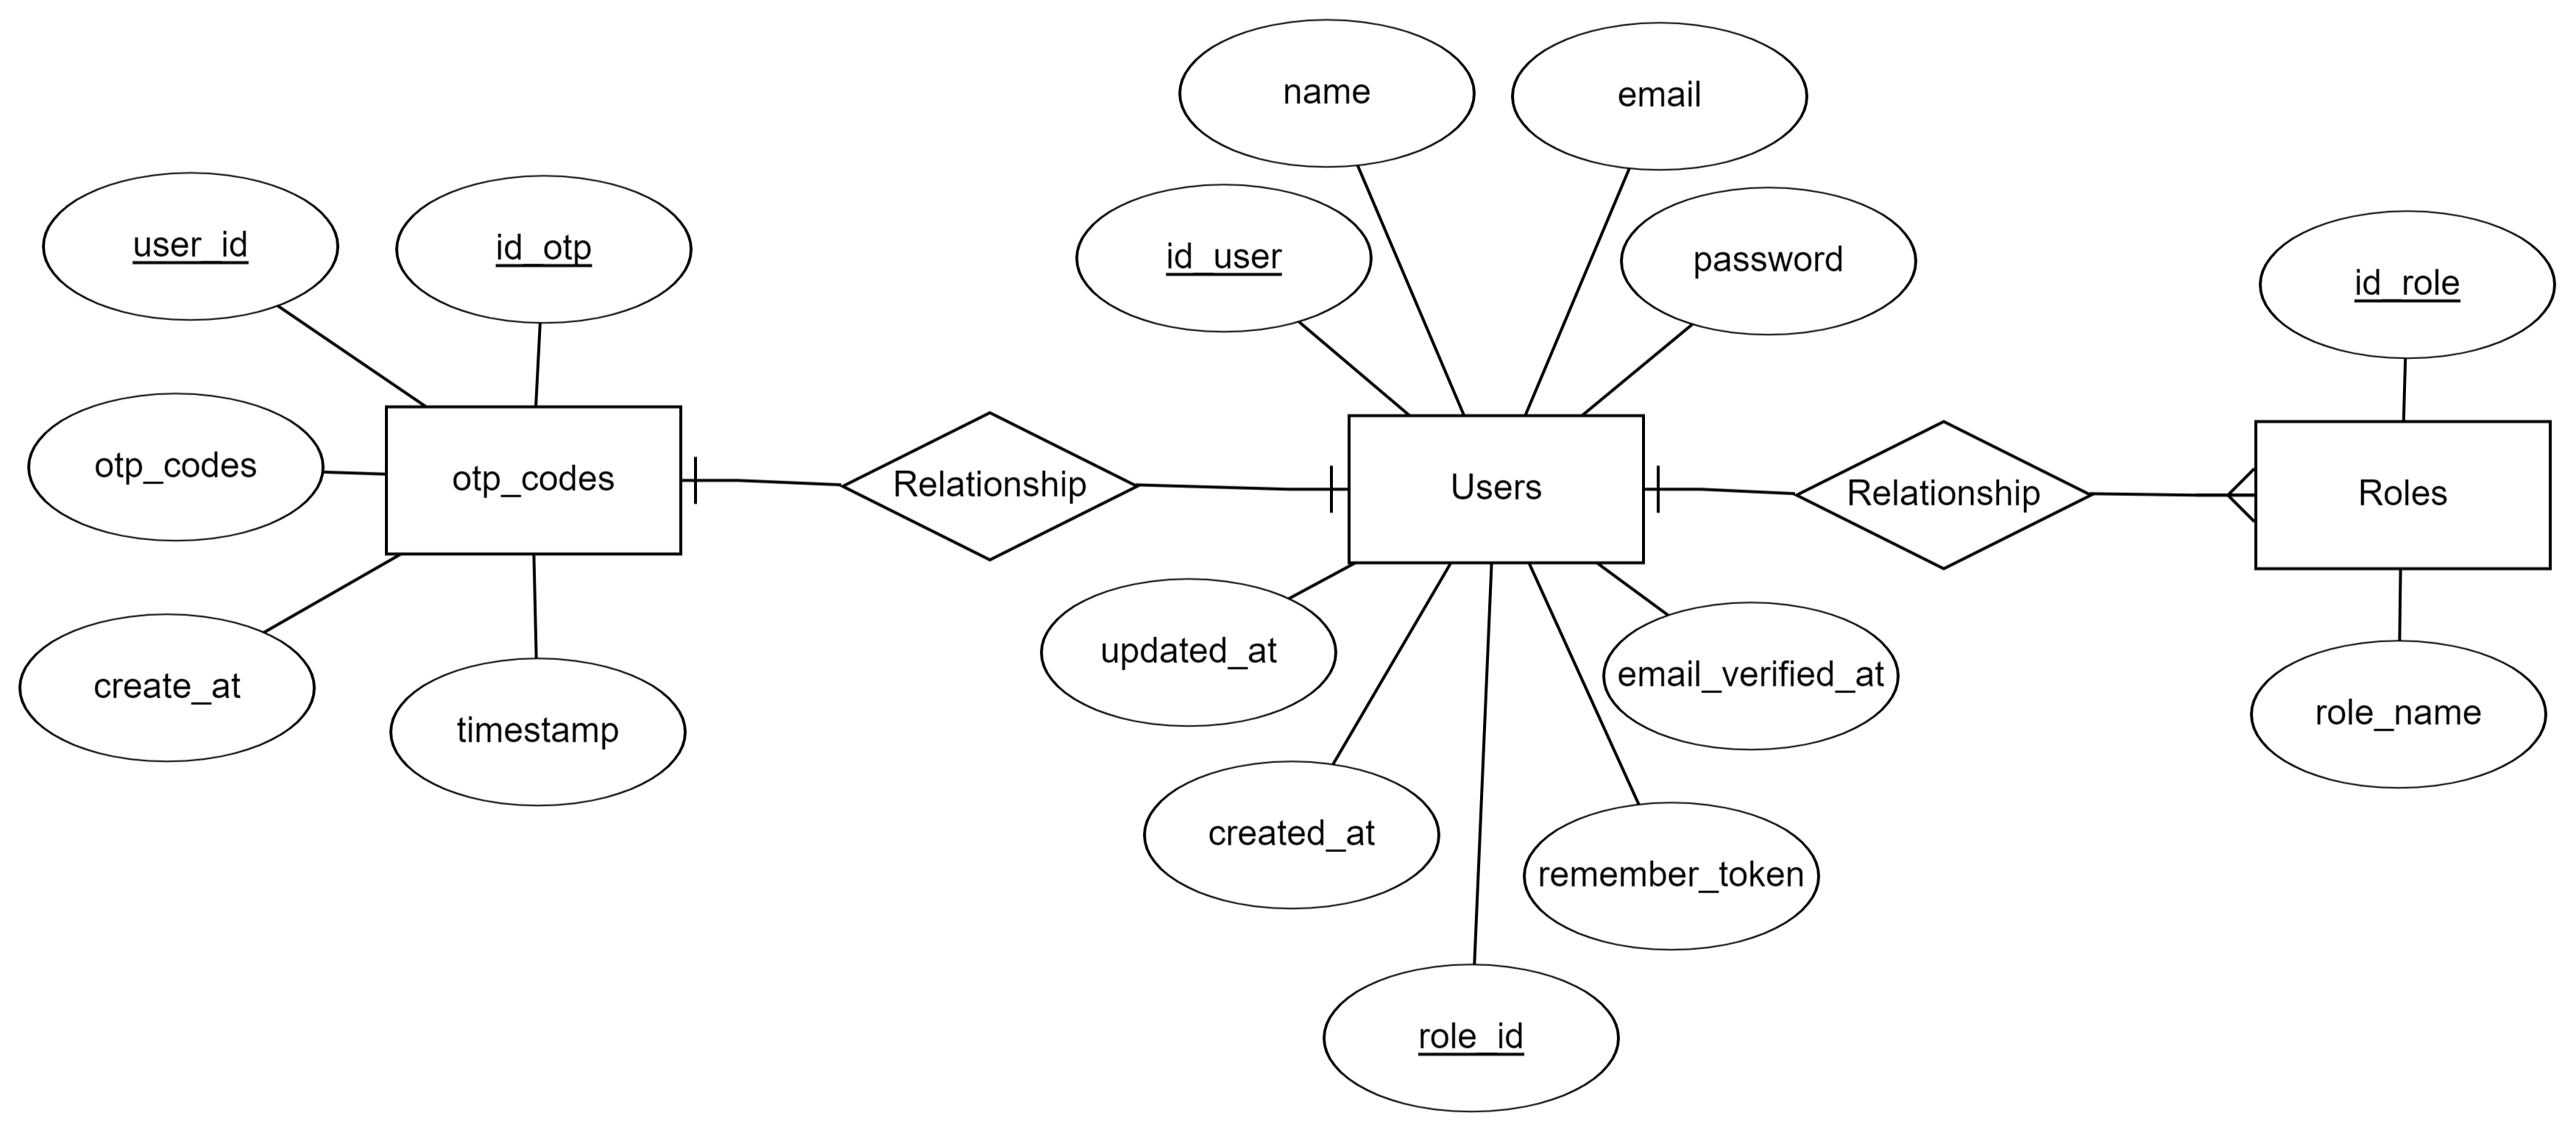 name
email
user_id
id_otp
id_user
password
id_role
otp_codes
otp_codes
Relationship
Users
Relationship
Roles
updated_at
email_verified_at
create_at
timestamp
role_name
created_at
remember_token
role_id